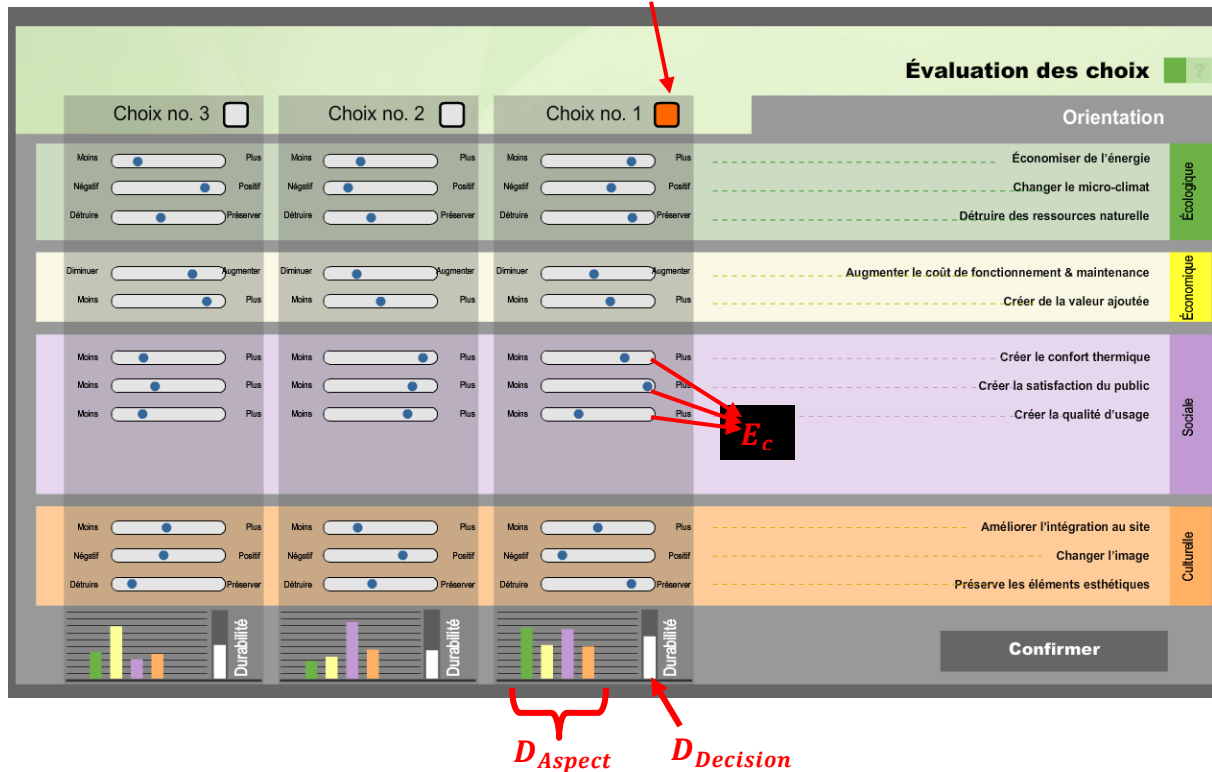 Évaluation des choix ?
Choix no. 3 Choix no. 2 Choix no. 1 Orientation
Moins Plus Moins Plus Moins Plus Économiser de l'énergie
Négatif Positif Négatif Positif Négatif Positif Changer le micro-climat
Détruire Préserver Détruire Préserver Détruire Préserver Détruire des ressources naturelle
Écologique
Diminuer Augmenter Diminuer Augmenter Diminuer Augmenter Augmenter le coût de fonctionnement & maintenance
Moins Plus Moins Plus Moins Plus Créer de la valeur ajoutée
Économique
Moins Plus Moins Plus Moins Plus Créer le confort thermique
Moins Plus Moins Plus Moins Plus Créer la satisfaction du public
Moins Plus Moins Plus Moins Plus Créer la qualité d'usage
Sociale
E_c
Moins Plus Moins Plus Moins Plus Améliorer l'intégration au site
Négatif Positif Négatif Positif Négatif Positif Changer l'image
Détruire Préserver Détruire Préserver Détruire Préserver Préserve les éléments esthétiques
Culturelle
Durabilité Durabilité Durabilité
Confirmer
D_Aspect D_Decision